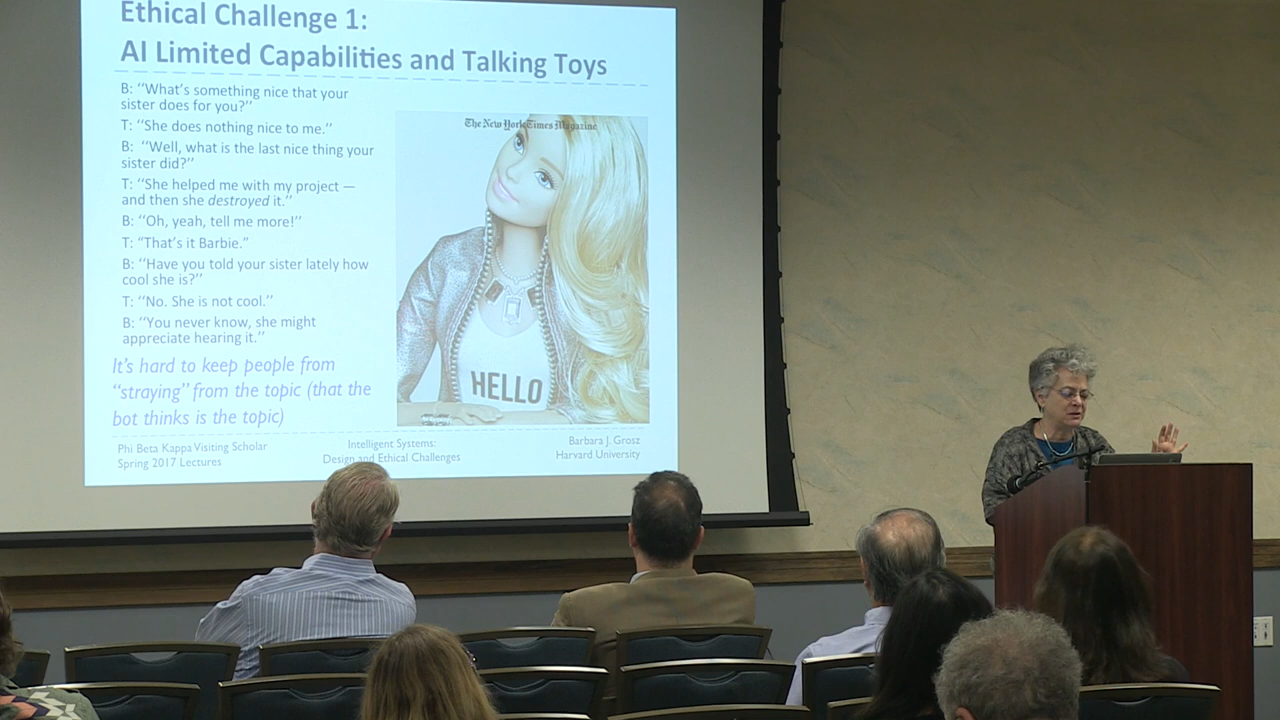 Ethical Challenge 1:
AI Limited Capabilities and Talking Toys
B: “What’s something nice that your
sister does for you?”
T: “She does nothing nice to me.”
B: “Well, what is the last nice thing your
sister did?”
T: “She helped me with my project —
and then she destroyed it.”
B: “Oh, yeah, tell me more!”
T: “That’s it Barbie.”
B: “Have you told your sister lately how
cool she is?”
T: “No. She is not cool.”
B: “You never know, she might
appreciate hearing it.”
It’s hard to keep people from
“straying” from the topic (that the
bot thinks is the topic)
The New York Times Magazine
HELLO
Phi Beta Kappa Visiting Scholar
Spring 2017 Lectures
Intelligent Systems:
Design and Ethical Challenges
Barbara J. Grosz
Harvard University